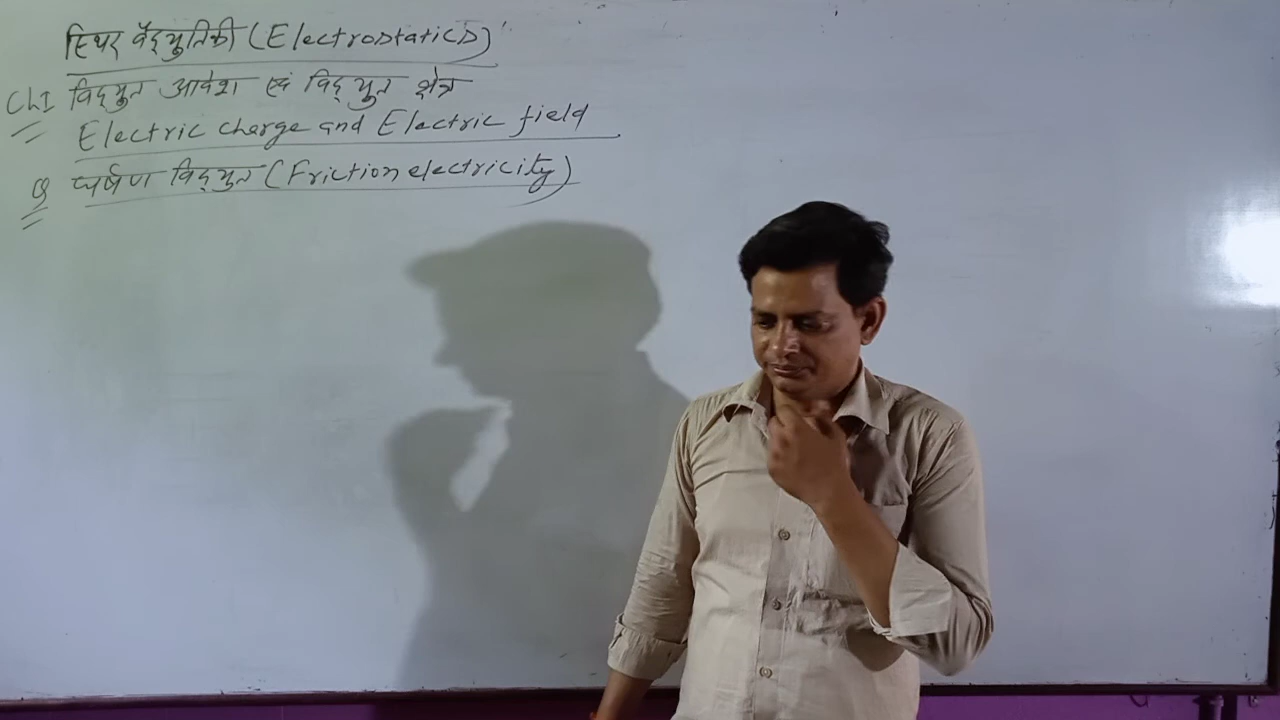 स्थिर वैद्युतिकी (Electrostatics)
Ch1 विद्युत आवेश एवं विद्युत क्षेत्र
Electric charge and Electric field
Q घर्षण विद्युत (Friction electricity)